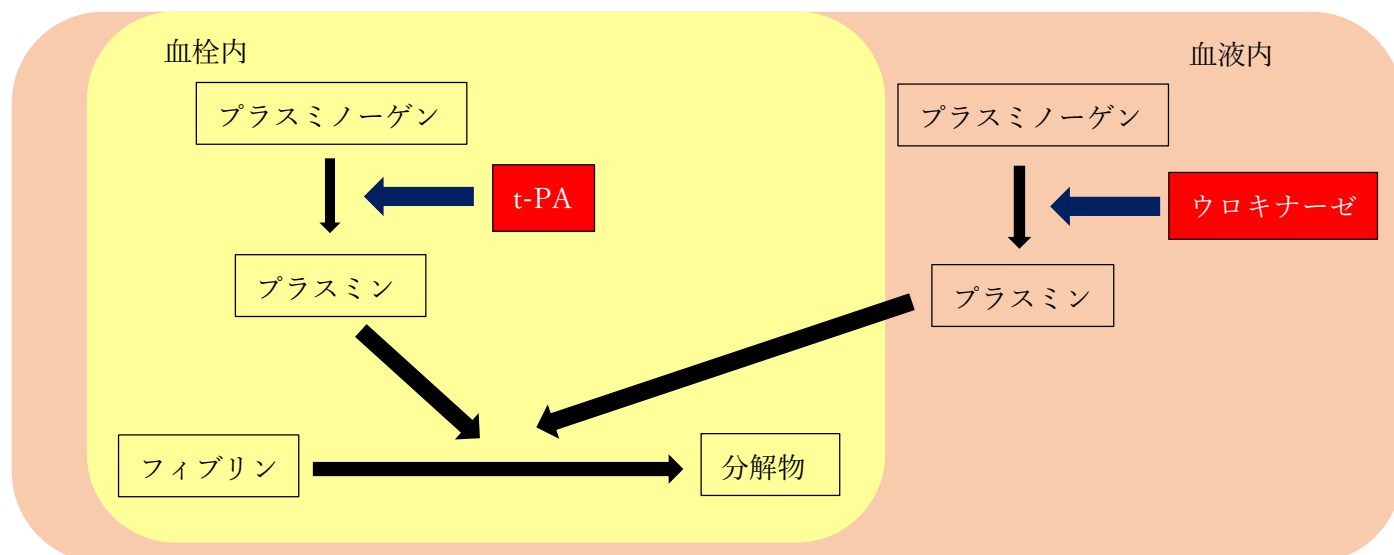 血栓内
血液内
プラスミノーゲン
プラスミノーゲン
t-PA
ウロキナーゼ
プラスミン
プラスミン
フィブリン
分解物